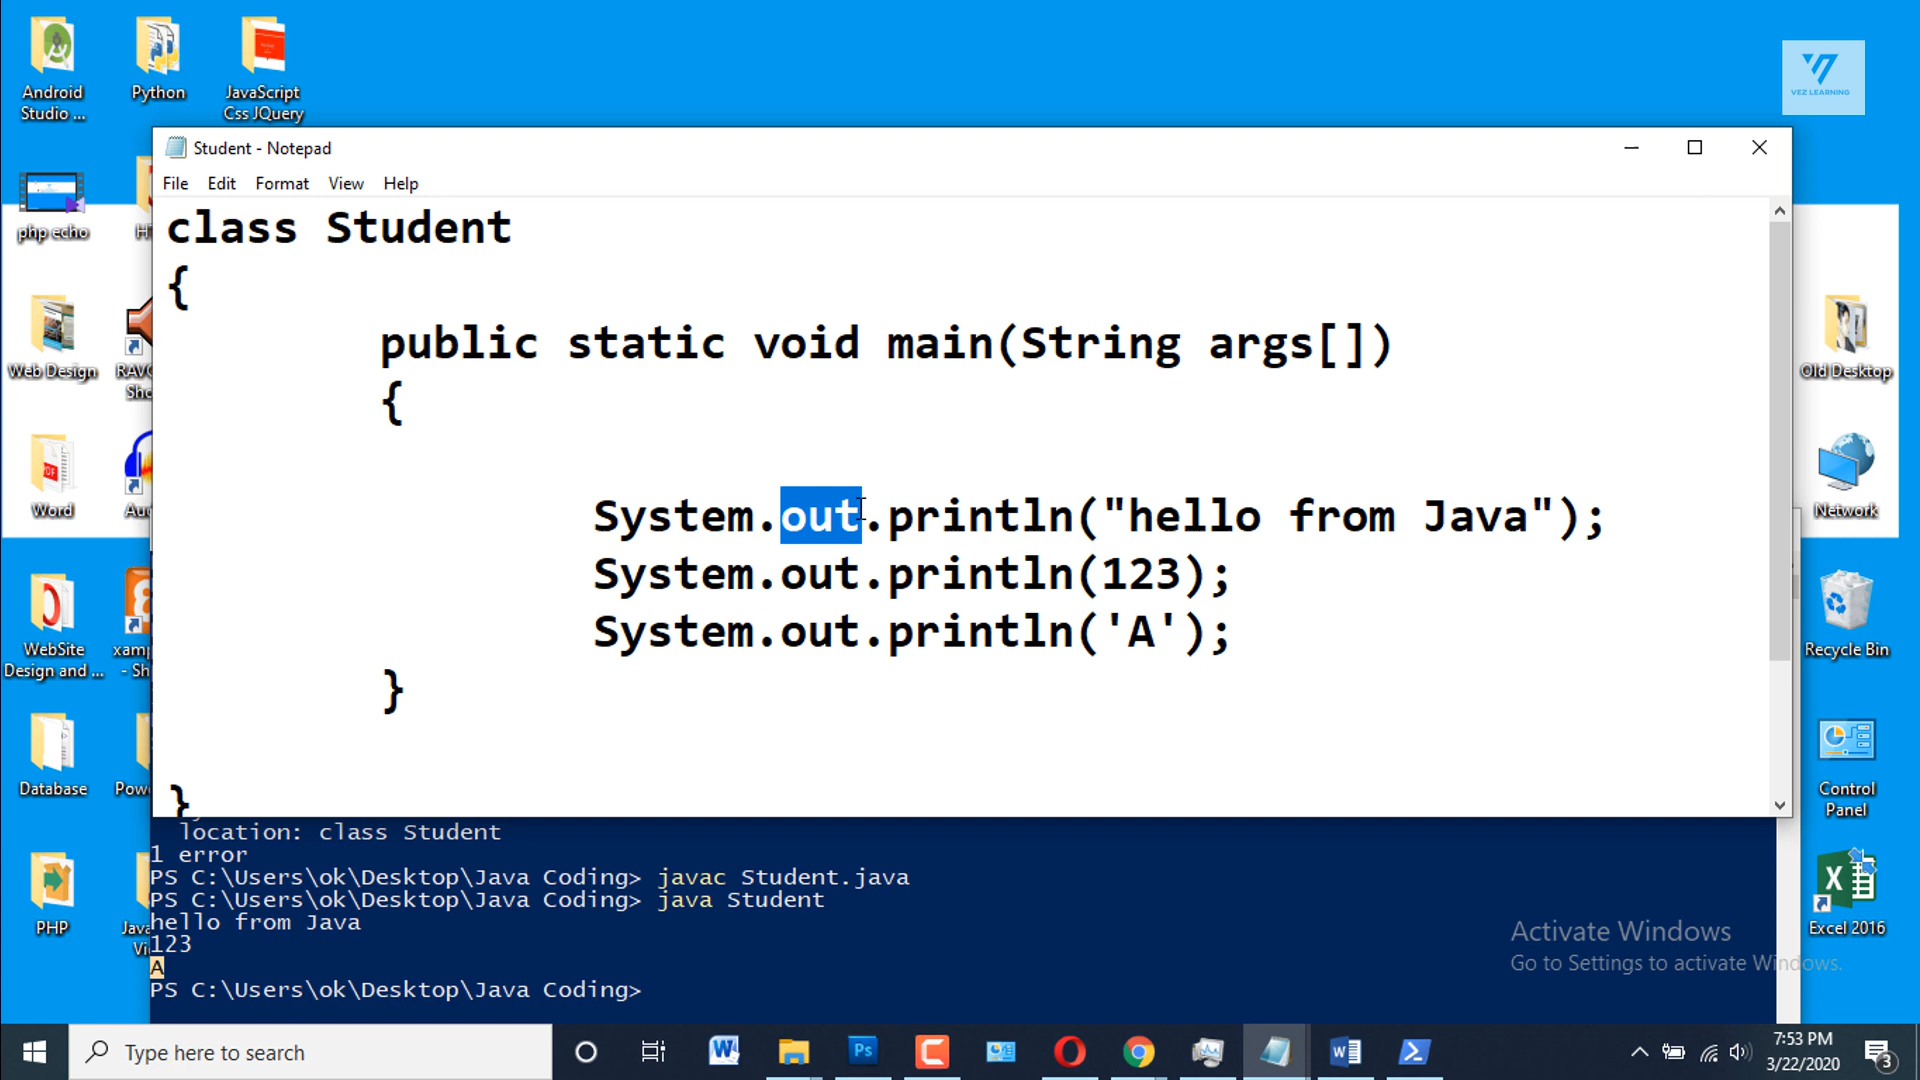 Android
Studio ...
Python
JavaScript
Css JQuery
VEZ LEARNING
Student - Notepad
File Edit Format View Help
class Student
{
public static void main(String args[])
{
System.out.println("hello from Java");
System.out.println(123);
System.out.println('A');
}
}
php echo
Web Design
Word
WebSite
Design and ...
Database
PHP
Old Desktop
Network
Recycle Bin
Control
Panel
Excel 2016
location: class Student
1 error
PS C:\Users\ok\Desktop\Java Coding> javac Student.java
PS C:\Users\ok\Desktop\Java Coding> java Student
hello from Java
123
A
PS C:\Users\ok\Desktop\Java Coding>
Activate Windows
Go to Settings to activate Windows.
Type here to search
Ps
7:53 PM
3/22/2020
3